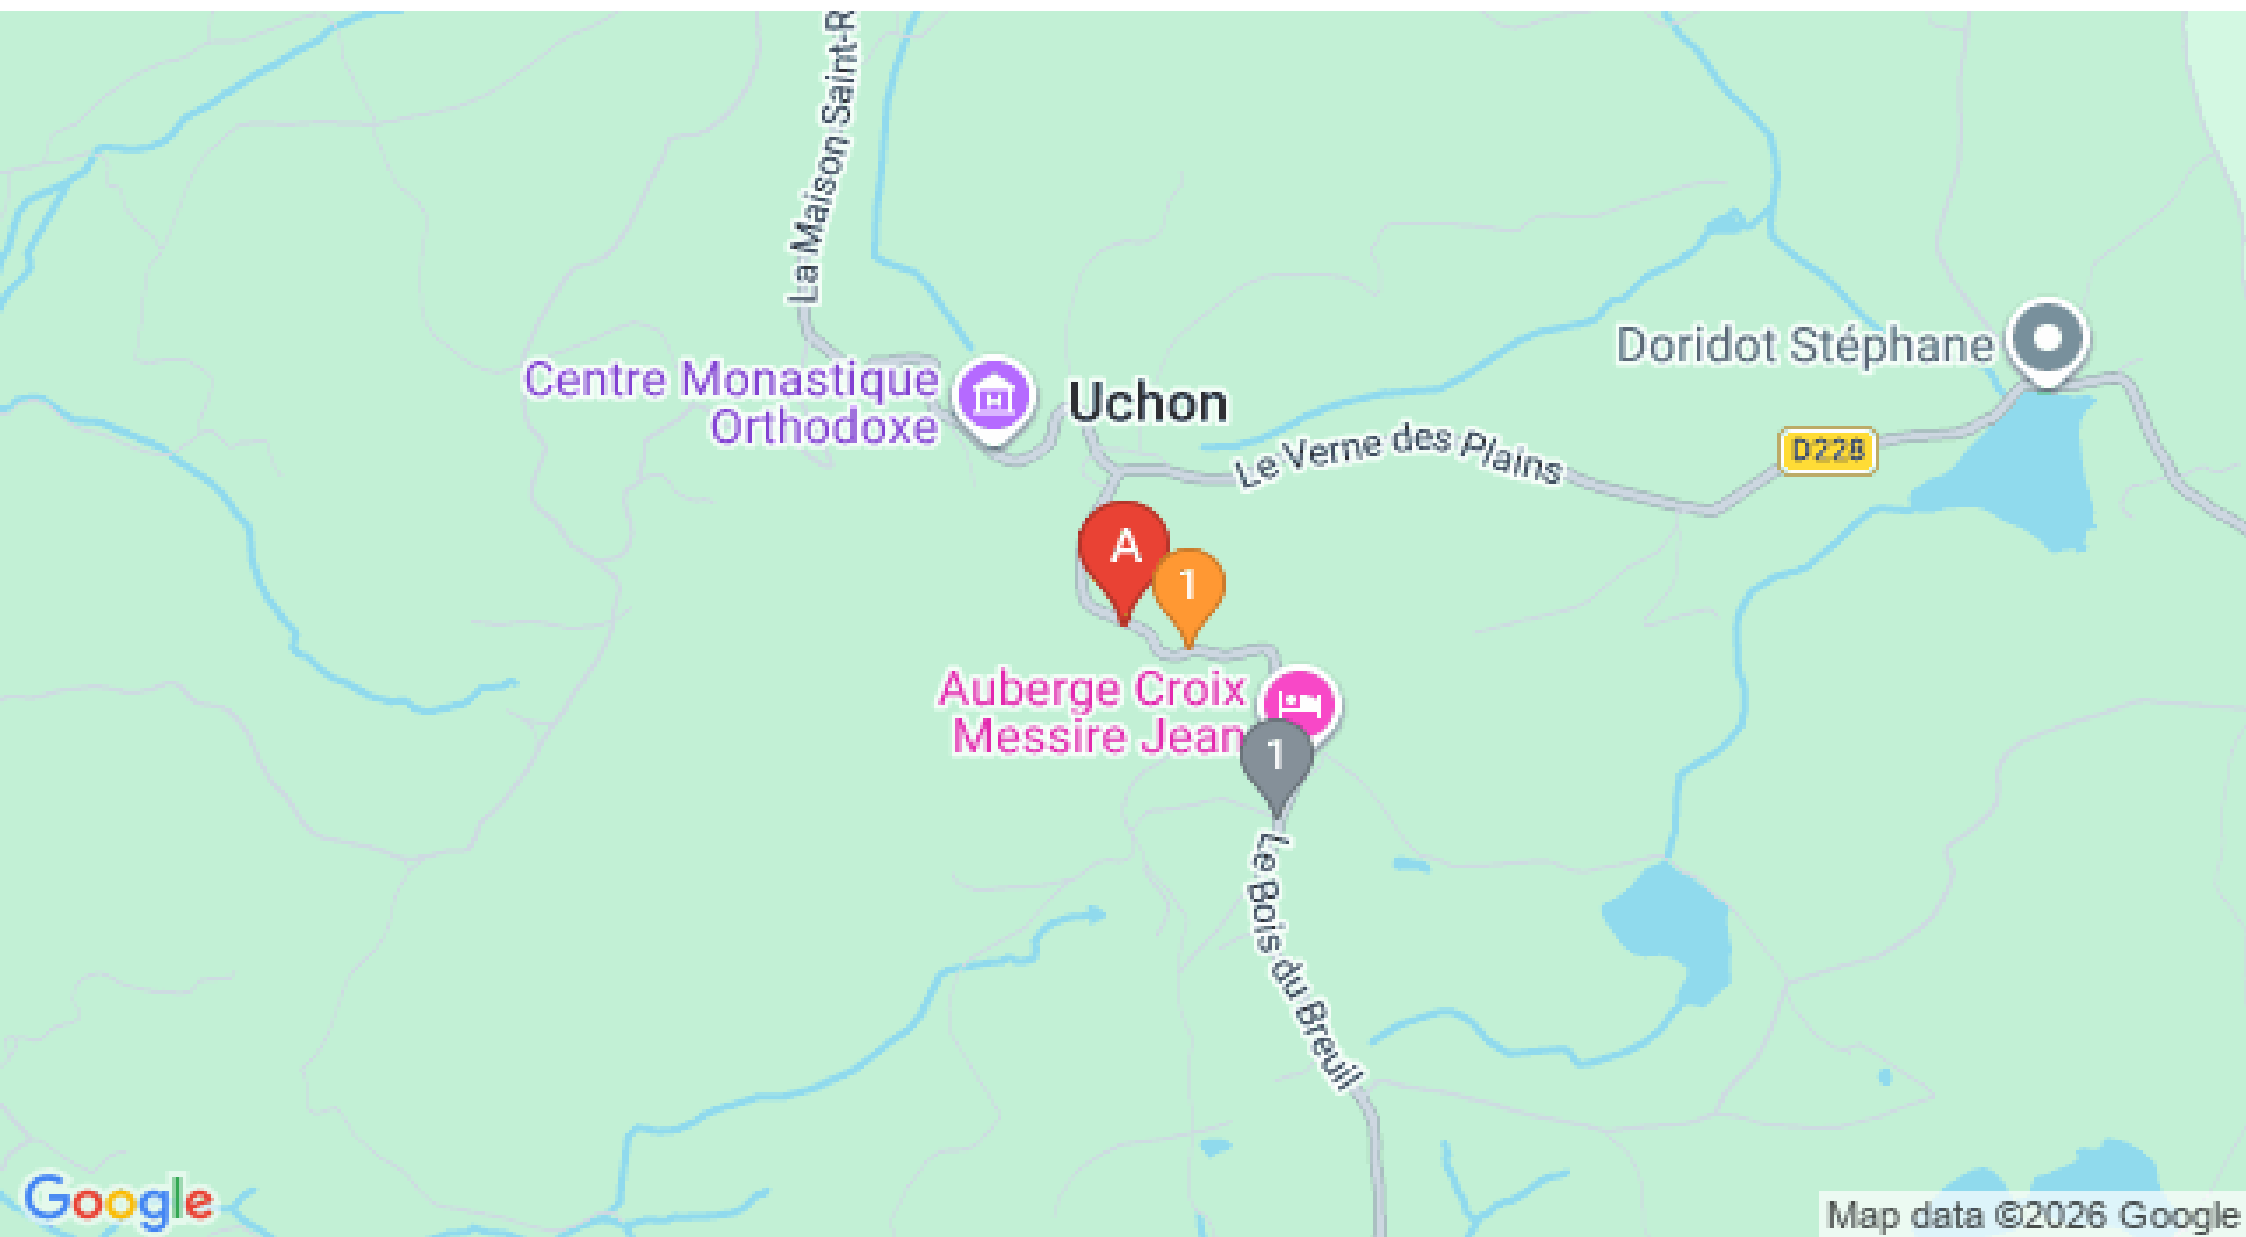 La Maison Saint-R
Doridot Stéphane
Centre Monastique
Orthodoxe
Uchon
Le Verne des Plains
D228
A
1
Auberge Croix
Messire Jean
1
Le Bois du Breuil
Google
Map data ©2026 Google